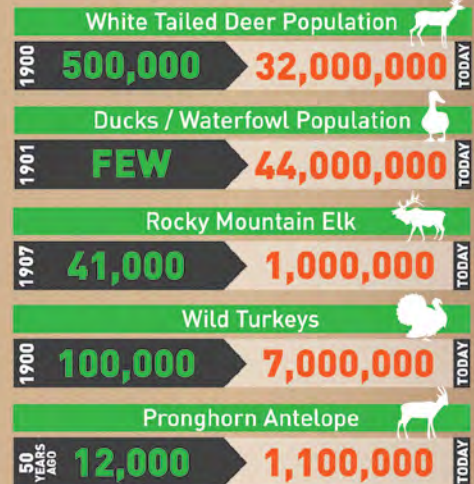 White Tailed Deer Population
1900 500,000 32,000,000 TODAY
Ducks / Waterfowl Population
1901 FEW 44,000,000 TODAY
Rocky Mountain Elk
1907 41,000 1,000,000 TODAY
Wild Turkeys
1900 100,000 7,000,000 TODAY
Pronghorn Antelope
50 YEARS AGO 12,000 1,100,000 TODAY